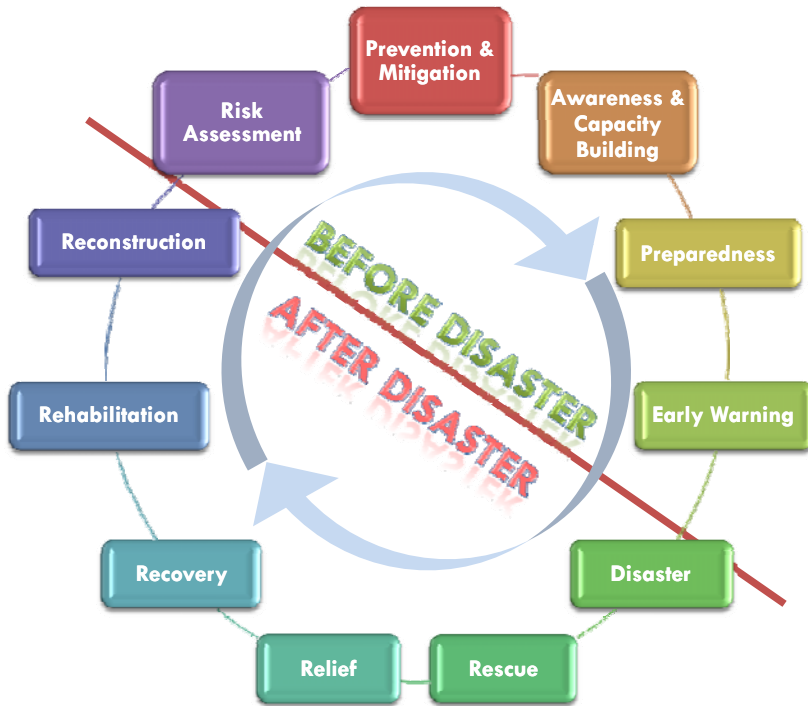 Prevention &
Mitigation
Awareness &
Capacity
Building
Preparedness
Early Warning
Disaster
Rescue
Relief
Recovery
Rehabilitation
Reconstruction
Risk
Assessment
BEFORE DISASTER
AFTER DISASTER